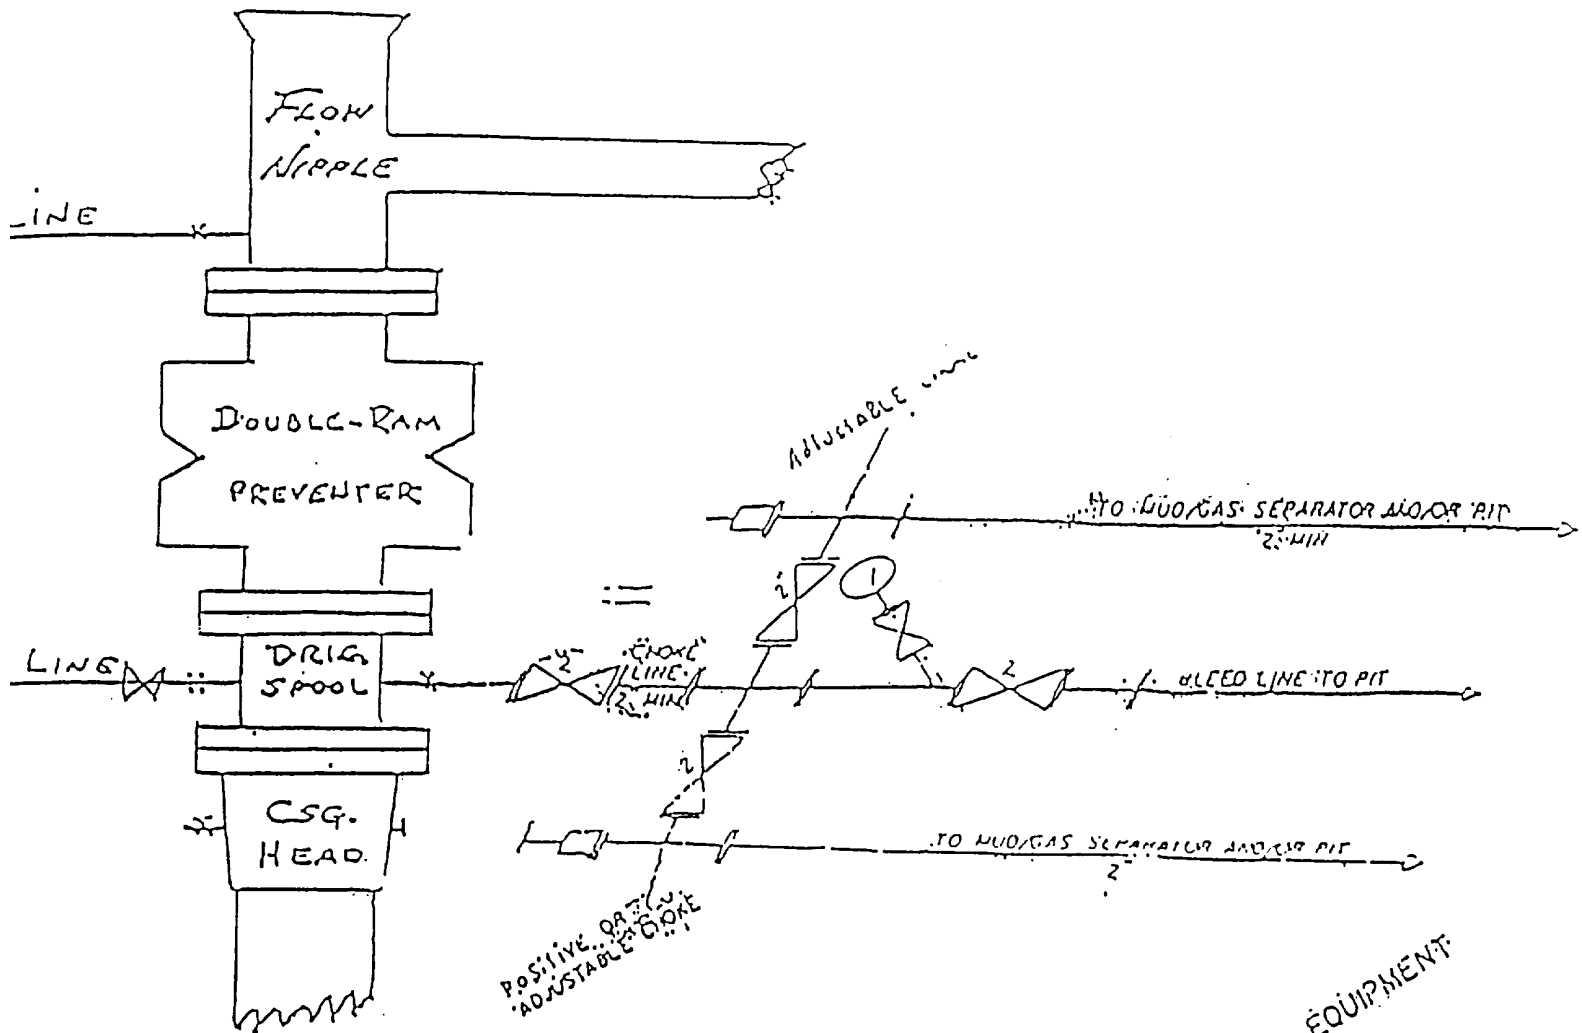 FLOW
NIPPLE
LINE
DOUBLE-RAM
PREVENTER
ADJUSTABLE
TO MUD/GAS SEPARATOR AND/OR PIT
2" MIN
2"
1
LINE
DRLG
SPOOL
2"
CHOKE
LINE
2" MIN
2
BLEED LINE TO PIT
2
CSG.
HEAD
TO MUD/GAS SEPARATOR AND/OR PIT
2"
POSITIVE OR
ADJUSTABLE CHOKE
EQUIPMENT